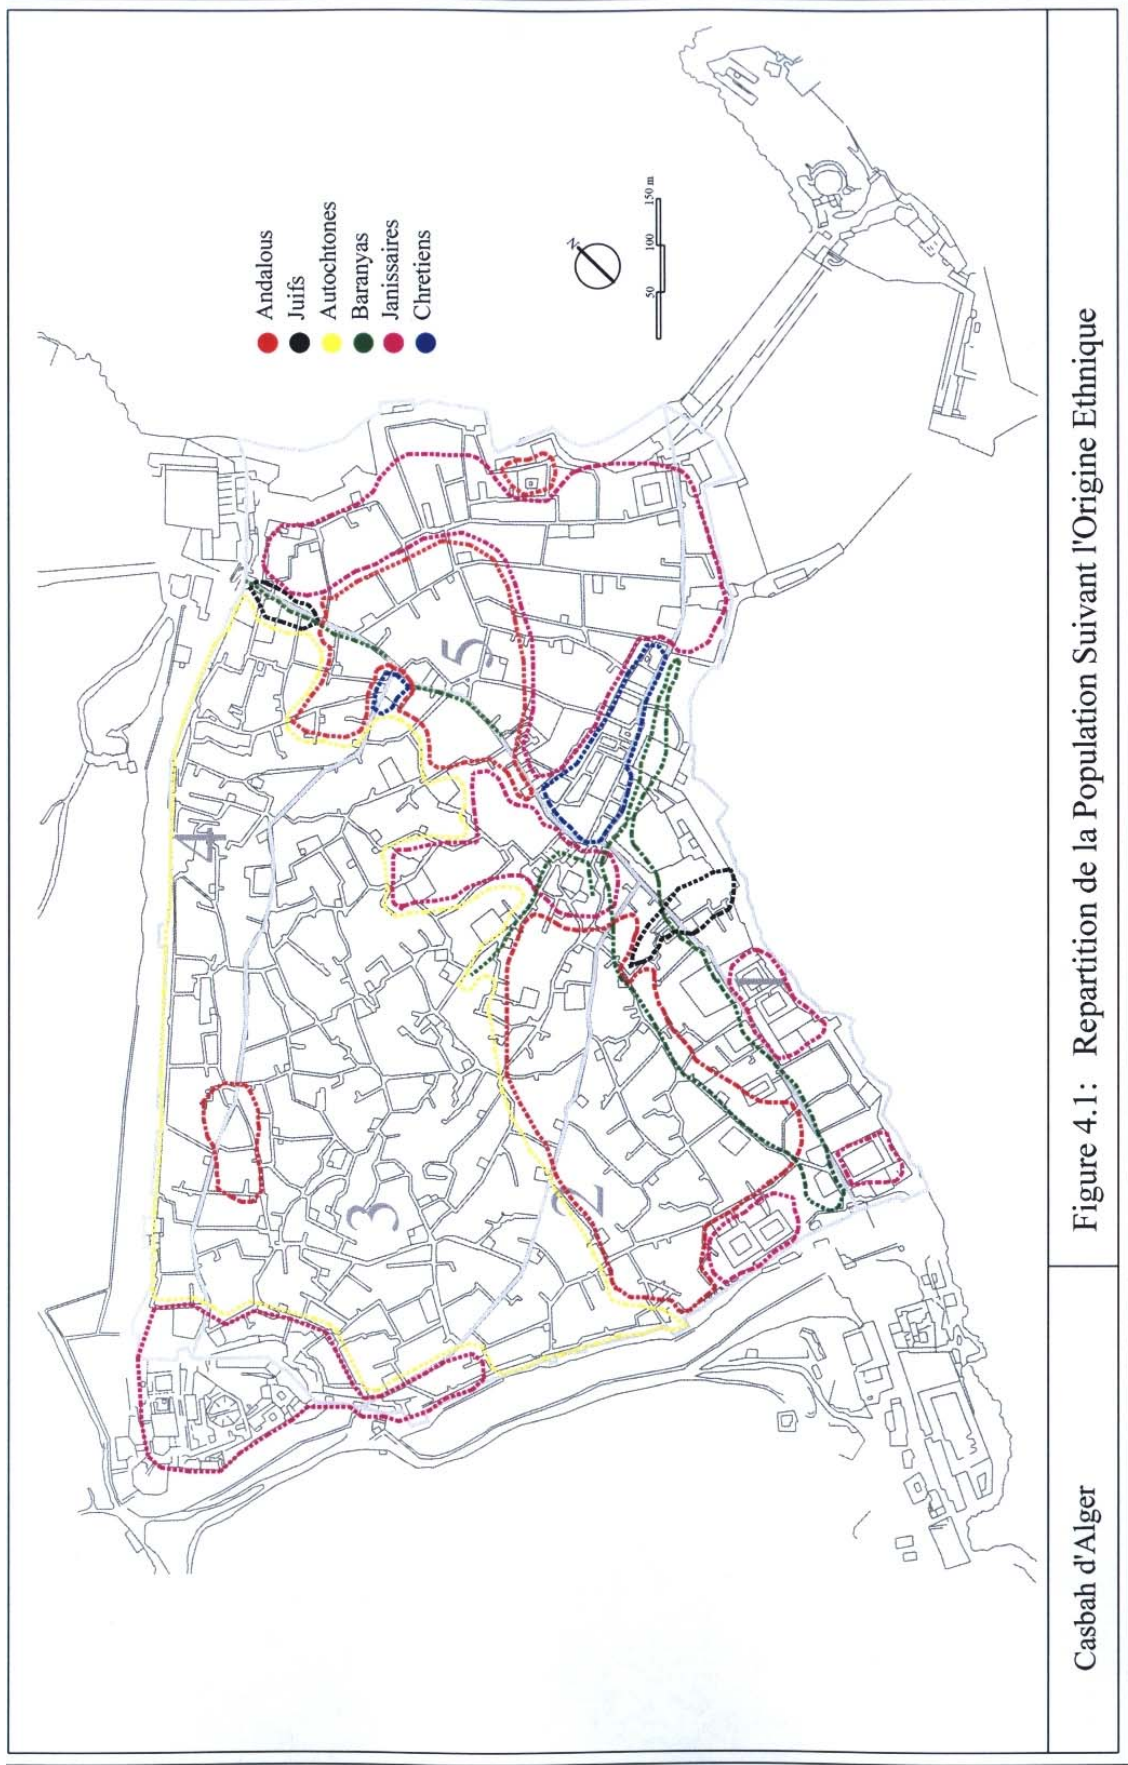 Andalous
Juifs
Autochtones
Baranyas
Janissaires
Chretiens
N
50 100 150 m
4
5
3
2
1
Casbah d'Alger
Figure 4.1: Repartition de la Population Suivant l'Origine Ethnique